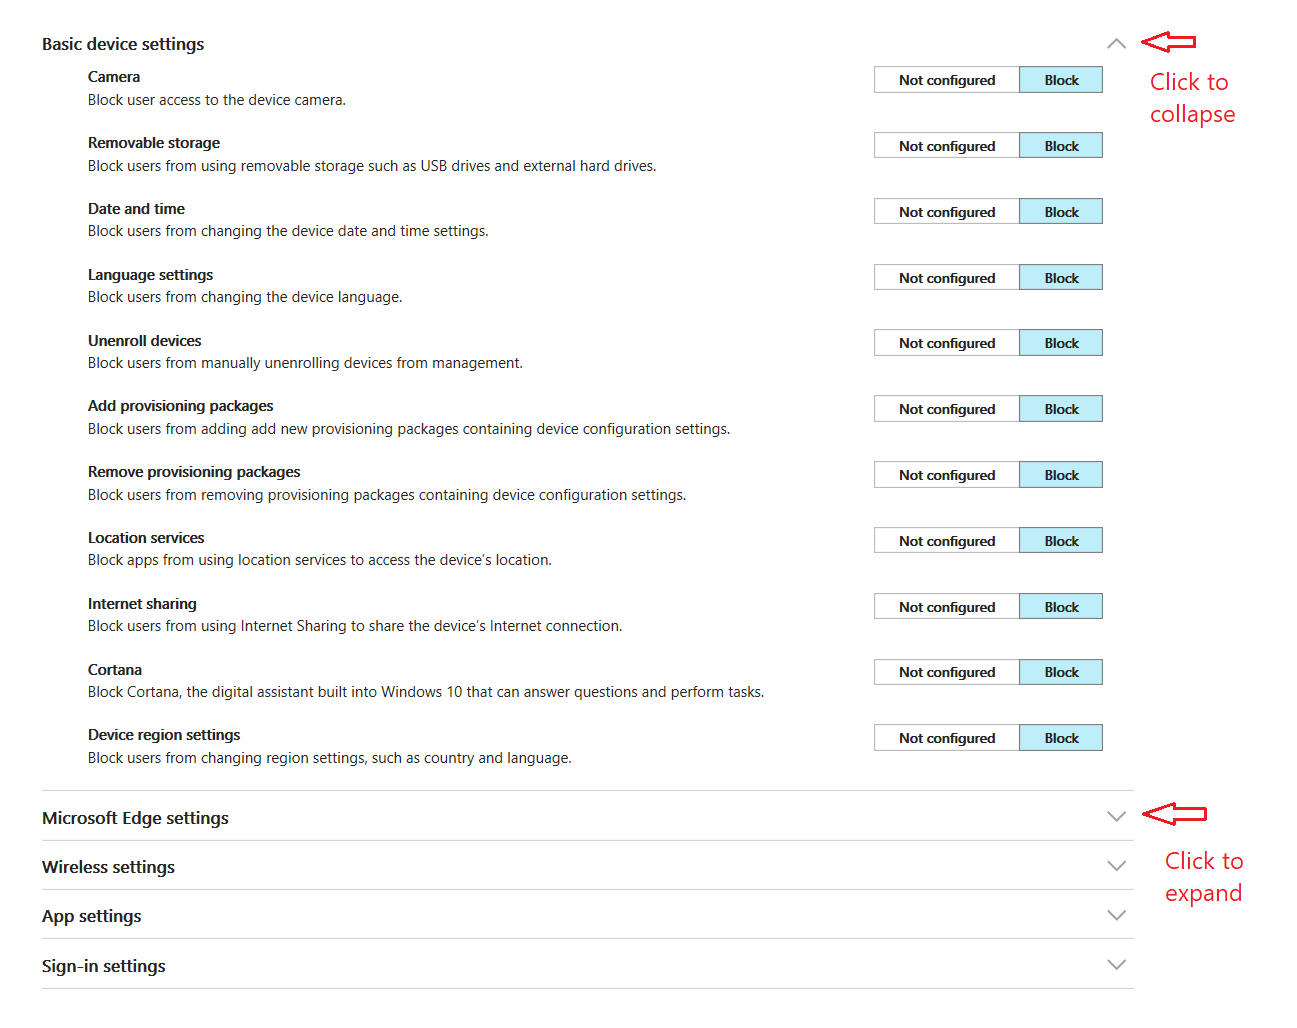 Basic device settings
Click to
collapse
Camera
Not configured Block
Block user access to the device camera.
Removable storage
Not configured Block
Block users from using removable storage such as USB drives and external hard drives.
Date and time
Not configured Block
Block users from changing the device date and time settings.
Language settings
Not configured Block
Block users from changing the device language.
Unenroll devices
Not configured Block
Block users from manually unenrolling devices from management.
Add provisioning packages
Not configured Block
Block users from adding add new provisioning packages containing device configuration settings.
Remove provisioning packages
Not configured Block
Block users from removing provisioning packages containing device configuration settings.
Location services
Not configured Block
Block apps from using location services to access the device’s location.
Internet sharing
Not configured Block
Block users from using Internet Sharing to share the device’s Internet connection.
Cortana
Not configured Block
Block Cortana, the digital assistant built into Windows 10 that can answer questions and perform tasks.
Device region settings
Not configured Block
Block users from changing region settings, such as country and language.
Microsoft Edge settings
Click to
expand
Wireless settings
App settings
Sign-in settings